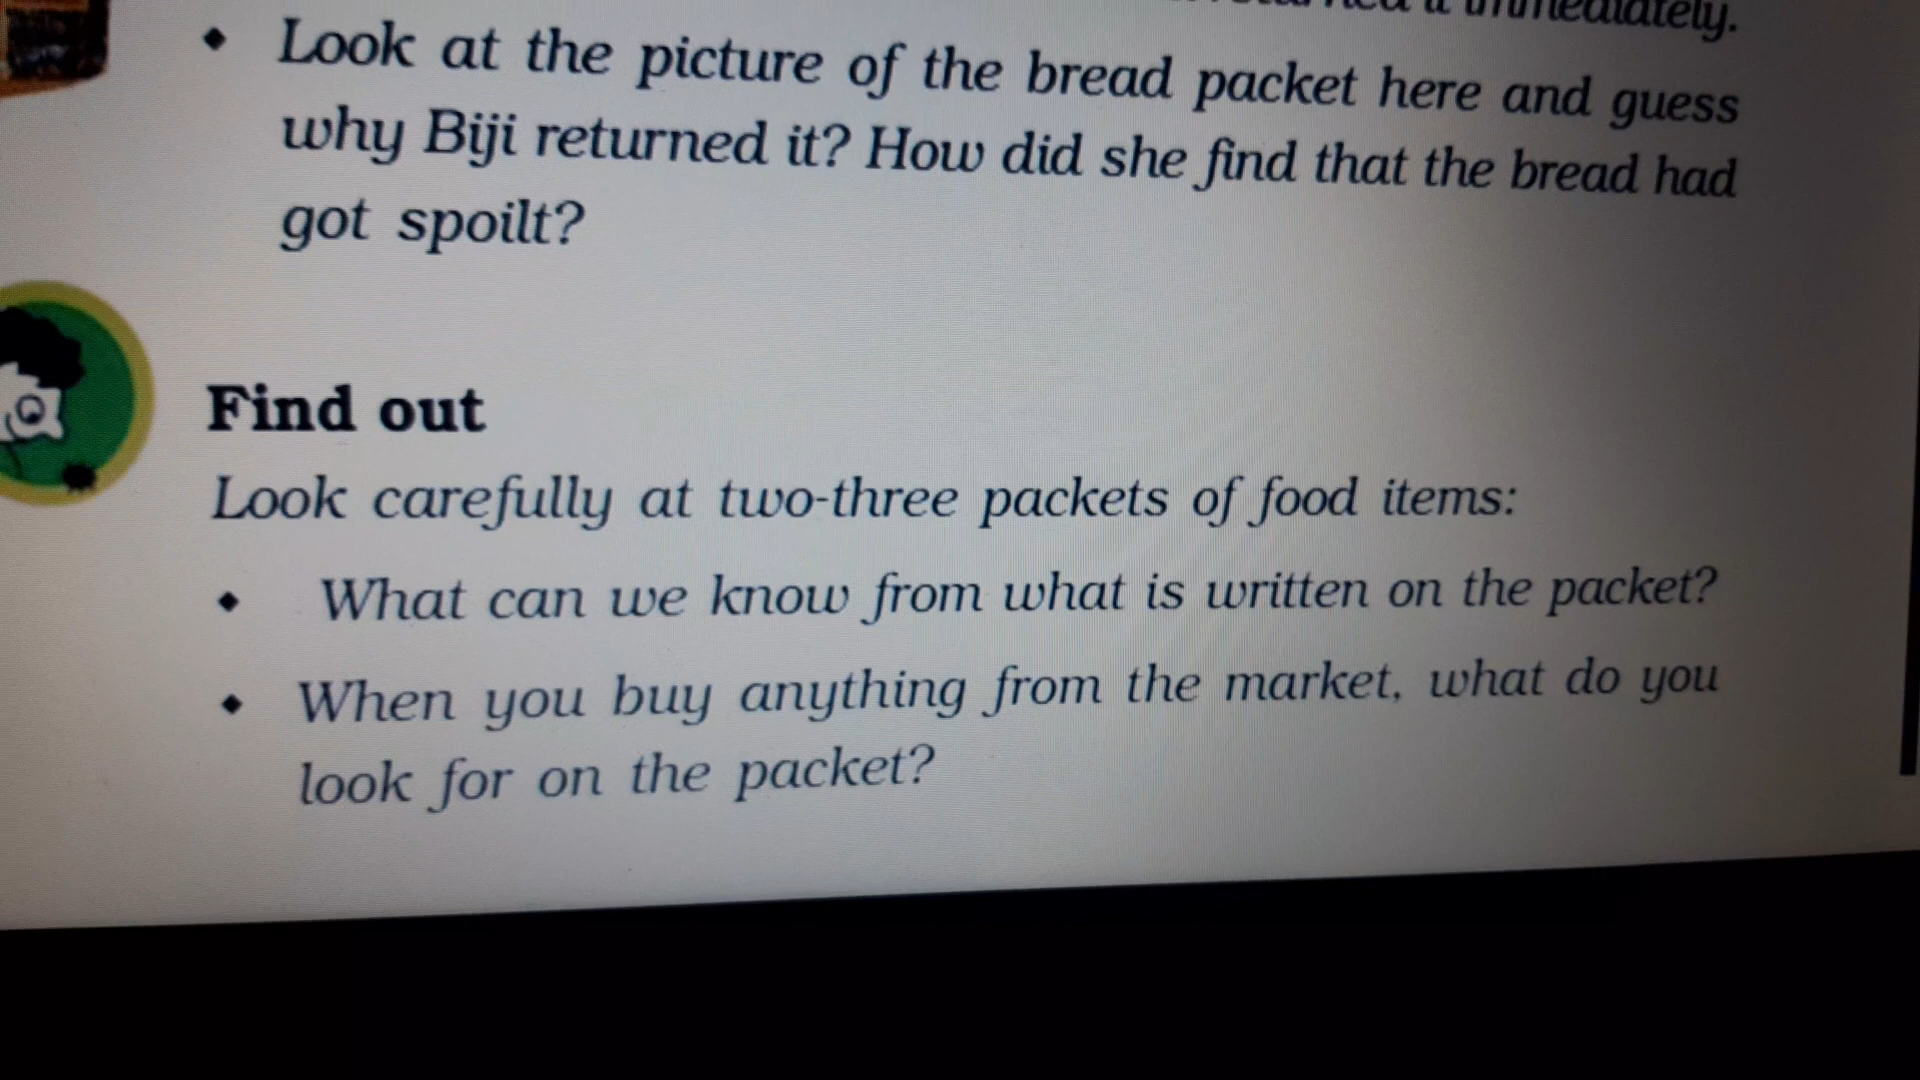 it immediately.
◆ Look at the picture of the bread packet here and guess
why Biji returned it? How did she find that the bread had
got spoilt?
Find out
Look carefully at two-three packets of food items:
◆ What can we know from what is written on the packet?
◆ When you buy anything from the market, what do you
look for on the packet?